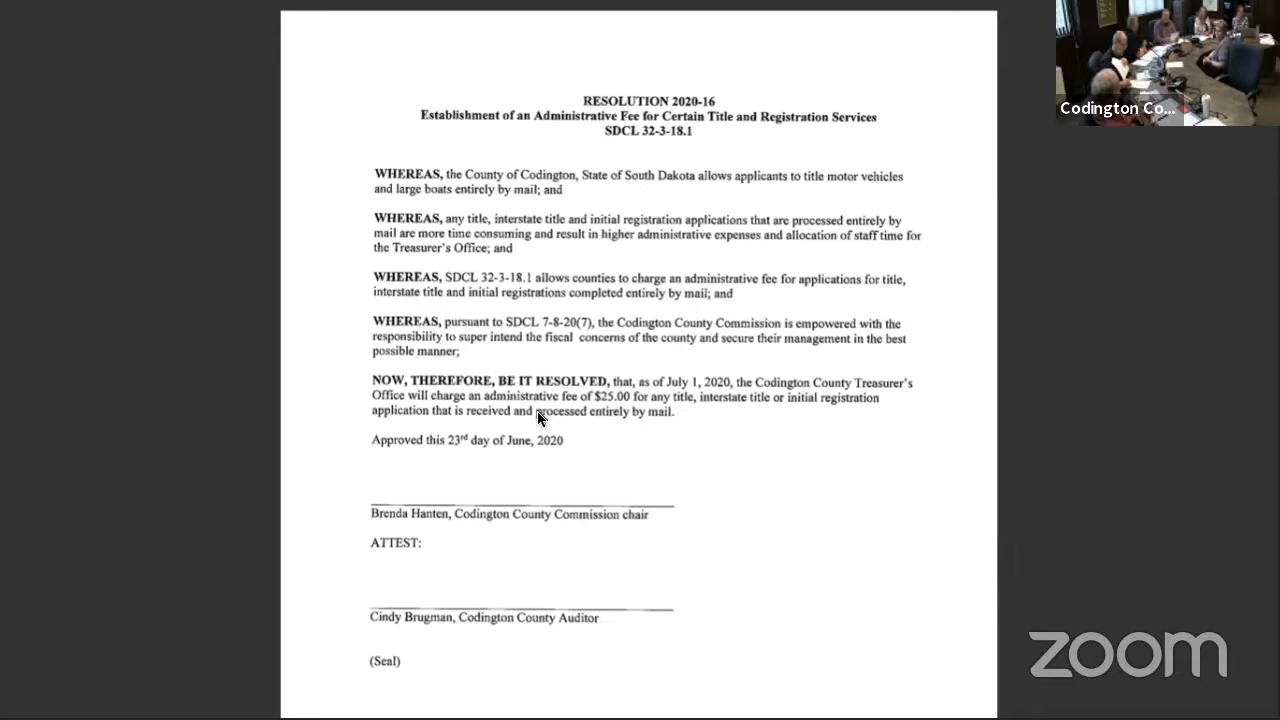 RESOLUTION 2020-16
Establishment of an Administrative Fee for Certain Title and Registration Services
SDCL 32-3-18.1
WHEREAS, the County of Codington, State of South Dakota allows applicants to title motor vehicles
and large boats entirely by mail; and
WHEREAS, any title, interstate title and initial registration applications that are processed entirely by
mail are more time consuming and result in higher administrative expenses and allocation of staff time for
the Treasurer's Office; and
WHEREAS, SDCL 32-3-18.1 allows counties to charge an administrative fee for applications for title,
interstate title and initial registrations completed entirely by mail; and
WHEREAS, pursuant to SDCL 7-8-20(7), the Codington County Commission is empowered with the
responsibility to super intend the fiscal concerns of the county and secure their management in the best
possible manner;
NOW, THEREFORE, BE IT RESOLVED, that, as of July 1, 2020, the Codington County Treasurer's
Office will charge an administrative fee of $25.00 for any title, interstate title or initial registration
application that is received and processed entirely by mail.
Approved this 23rd day of June, 2020
Brenda Hanten, Codington County Commission chair
ATTEST:
Cindy Brugman, Codington County Auditor
(Seal)
Codington Co...
zoom